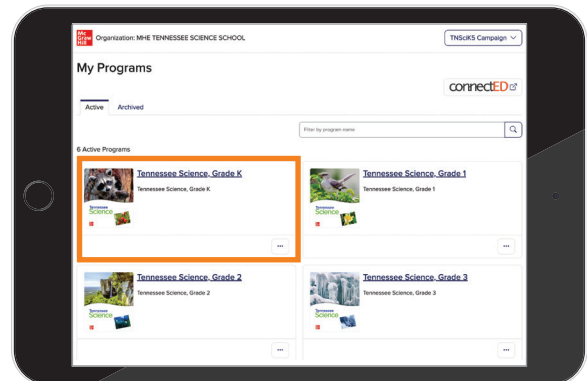 Mc Graw Hill
Organization: MHE TENNESSEE SCIENCE SCHOOL
TNSciK5 Campaign
My Programs
connectED
Active Archived
Filter by program name
6 Active Programs
Tennessee Science, Grade K
Tennessee Science, Grade K
Tennessee
Science
...
Tennessee Science, Grade 1
Tennessee Science, Grade 1
Tennessee
Science
...
Tennessee Science, Grade 2
Tennessee Science, Grade 2
Tennessee
Science
...
Tennessee Science, Grade 3
Tennessee Science, Grade 3
Tennessee
Science
...